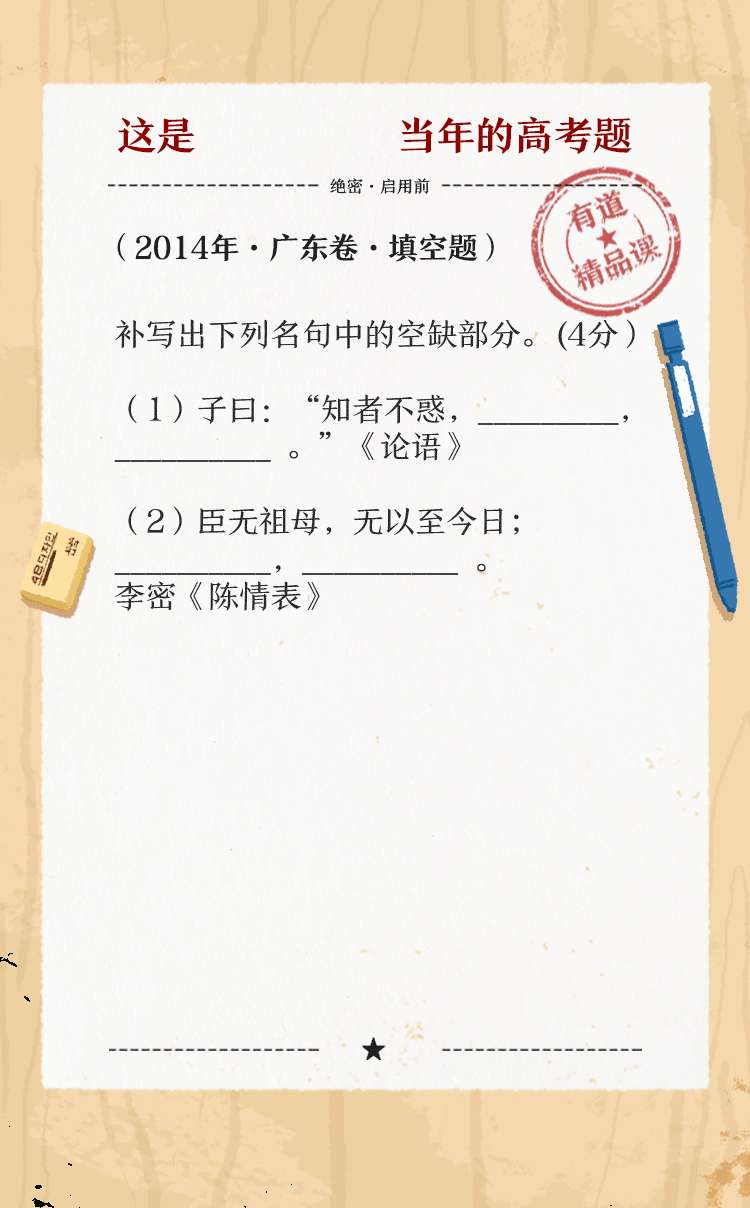 这是 当年的高考题
绝密·启用前
有道
精品课
（2014年·广东卷·填空题）
补写出下列名句中的空缺部分。(4分）
（1）子曰：“知者不惑，_________，
__________ 。”《论语》
（2）臣无祖母，无以至今日；
__________，__________ 。
李密《陈情表》